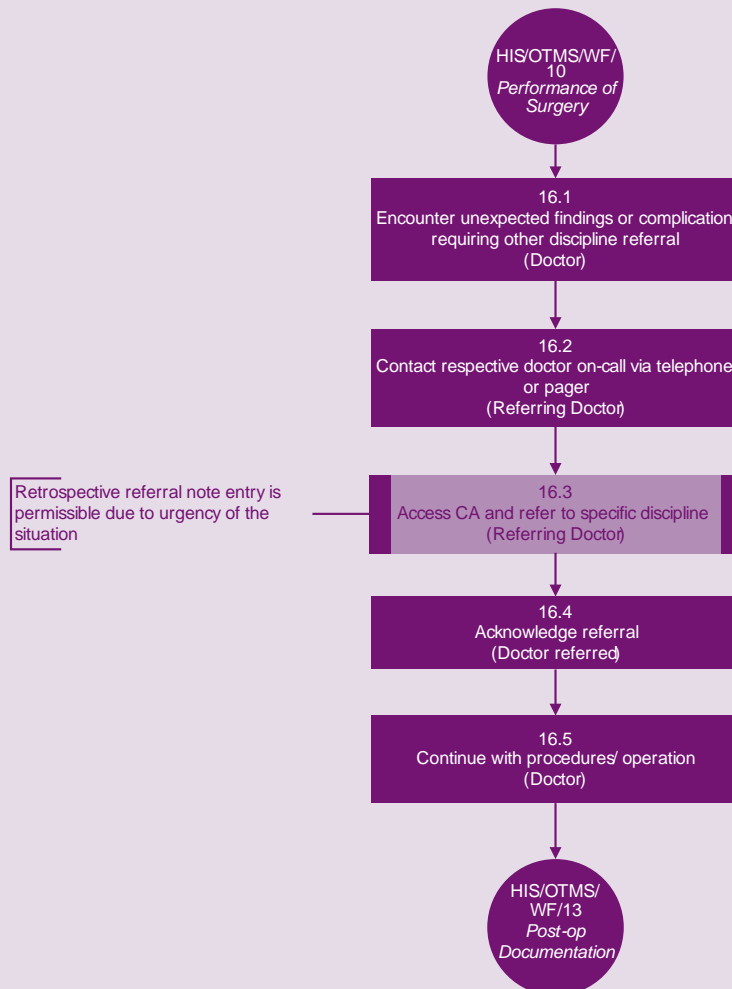 HIS/OTMS/WF/
10
Performance of
Surgery
16.1
Encounter unexpected findings or complication
requiring other discipline referral
(Doctor)
16.2
Contact respective doctor on-call via telephone
or pager
(Referring Doctor)
Retrospective referral note entry is
permissible due to urgency of the
situation
16.3
Access CA and refer to specific discipline
(Referring Doctor)
16.4
Acknowledge referral
(Doctor referred)
16.5
Continue with procedures/ operation
(Doctor)
HIS/OTMS/
WF/13
Post-op
Documentation